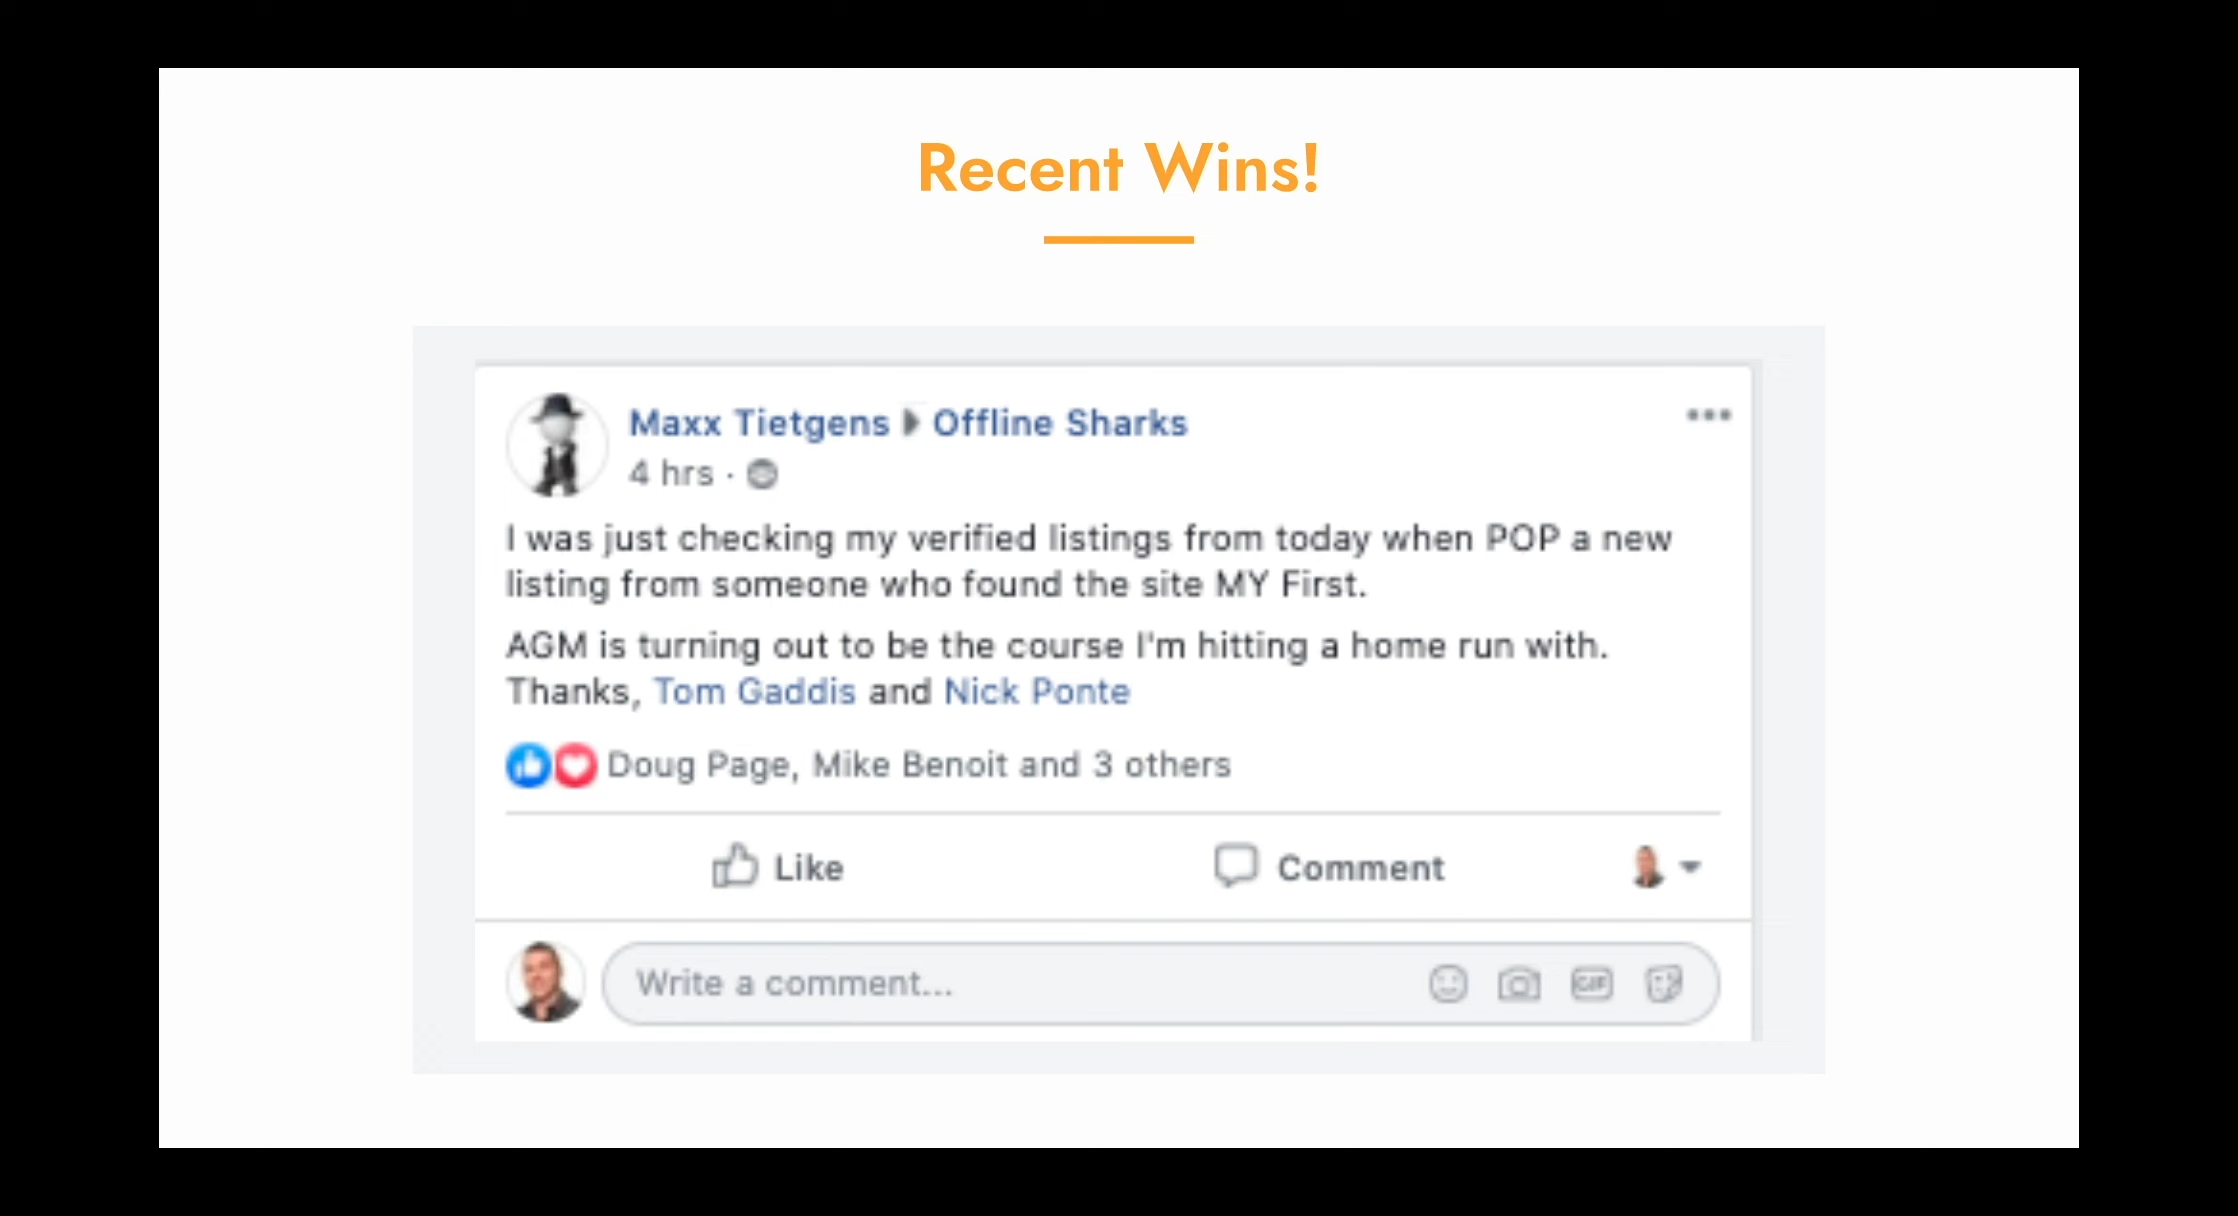 Recent Wins!
Maxx Tietgens ▸ Offline Sharks
4 hrs ·
I was just checking my verified listings from today when POP a new
listing from someone who found the site MY First.
AGM is turning out to be the course I'm hitting a home run with.
Thanks, Tom Gaddis and Nick Ponte
Doug Page, Mike Benoit and 3 others
Like Comment
Write a comment... GIF